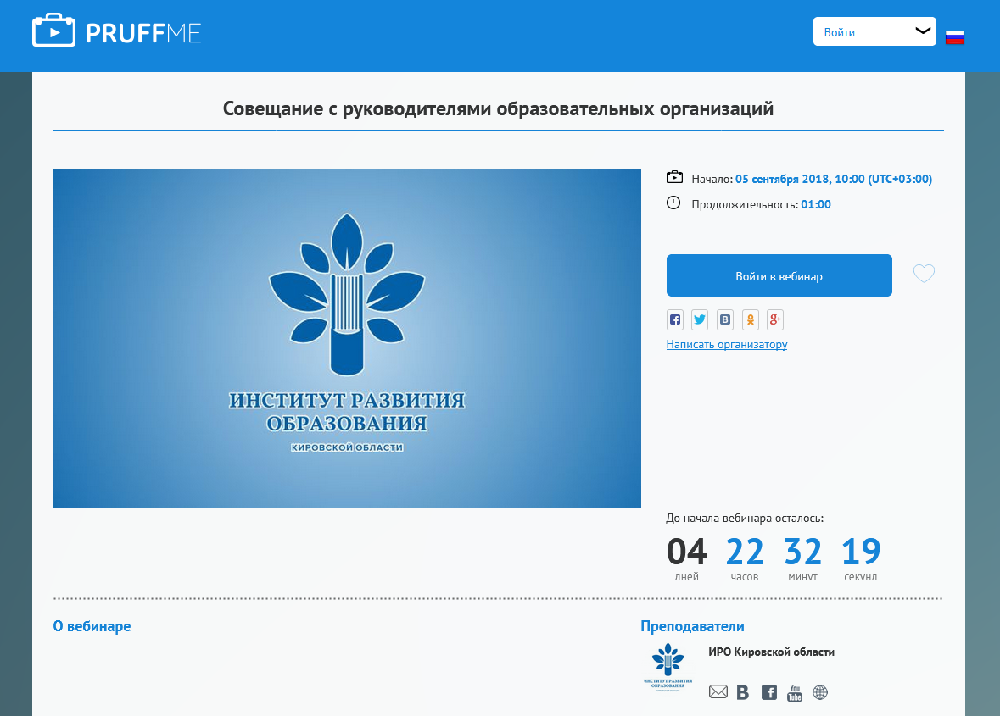 PRUFFME
Войти
Совещание с руководителями образовательных организаций
ИНСТИТУТ РАЗВИТИЯ
ОБРАЗОВАНИЯ
КИРОВСКОЙ ОБЛАСТИ
Начало: 05 сентября 2018, 10:00 (UTC+03:00)
Продолжительность: 01:00
Войти в вебинар
Написать организатору
До начала вебинара осталось:
04 22 32 19
дней часов минут секунд
О вебинаре
Преподаватели
ИРО Кировской области
ИНСТИТУТ РАЗВИТИЯ
ОБРАЗОВАНИЯ
You
Tube